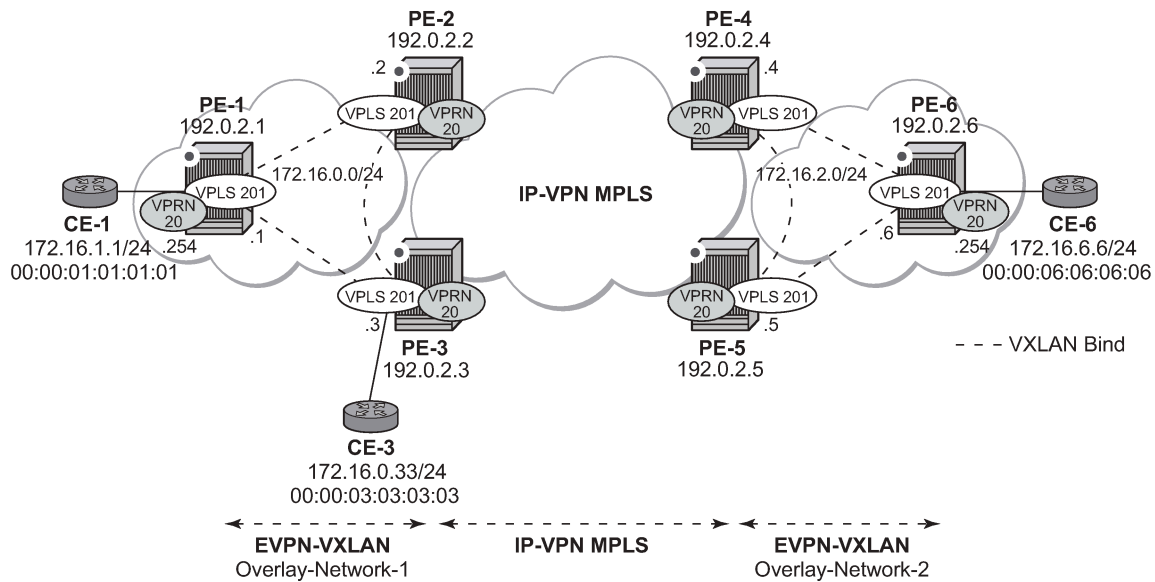 PE-2
192.0.2.2
.2
VPLS 201
VPRN
20
PE-4
192.0.2.4
.4
VPRN
20
VPLS 201
PE-1
192.0.2.1
VPLS 201
VPRN
20
.1
.254
172.16.0.0/24
CE-1
172.16.1.1/24
00:00:01:01:01:01
IP-VPN MPLS
PE-6
192.0.2.6
172.16.2.0/24
VPLS 201
VPRN
20
.6
.254
CE-6
172.16.6.6/24
00:00:06:06:06:06
VPLS 201
VPRN
20
.3
PE-3
192.0.2.3
VPRN
20
VPLS 201
.5
PE-5
192.0.2.5
VXLAN Bind
CE-3
172.16.0.33/24
00:00:03:03:03:03
EVPN-VXLAN
Overlay-Network-1
IP-VPN MPLS
EVPN-VXLAN
Overlay-Network-2